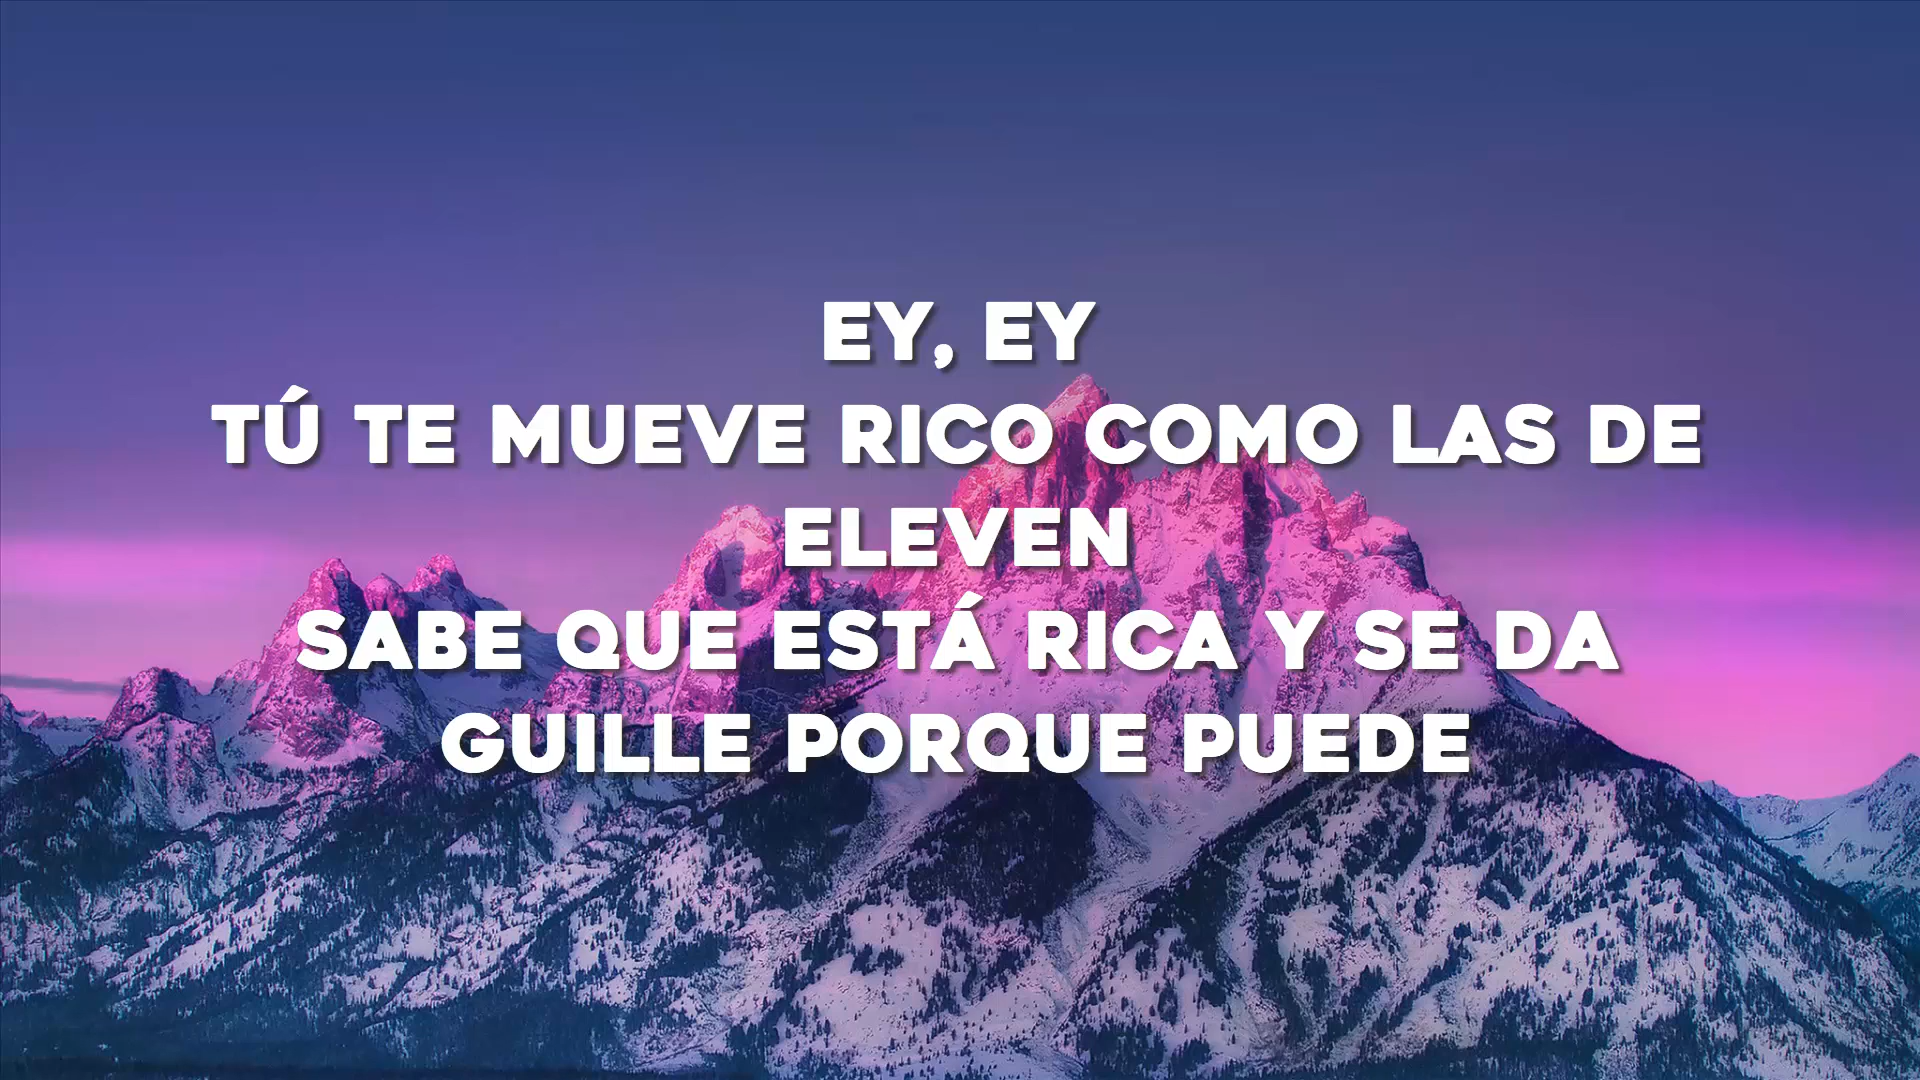 EY, EY
TÚ TE MUEVE RICO COMO LAS DE
ELEVEN
SABE QUE ESTÁ RICA Y SE DA
GUILLE PORQUE PUEDE